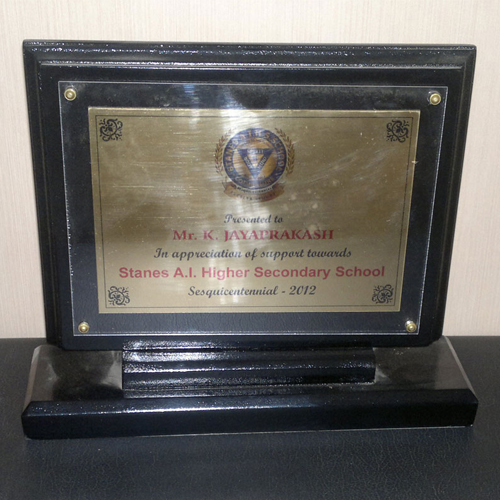 Presented to
Mr. K. JAYAPRAKASH
In appreciation of support towards
Stanes A.I. Higher Secondary School
Sesquicentennial - 2012